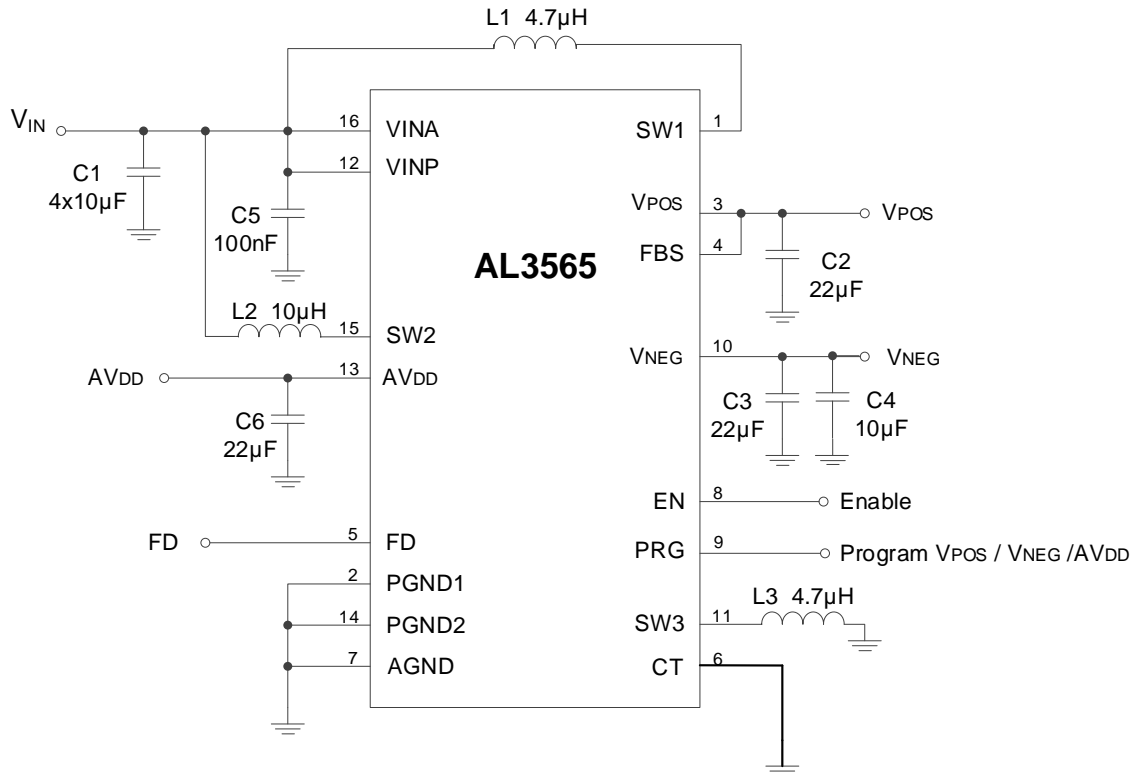 L1 4.7µH
VIN
16 VINA
SW1 1
12 VINP
C1
4x10µF
C5
100nF
VPOS 3
VPOS
FBS 4
AL3565
C2
22µF
L2 10µH
15 SW2
VNEG 10
VNEG
AVDD
13 AVDD
C6
22µF
C3
22µF
C4
10µF
EN 8
Enable
FD
5 FD
PRG 9
Program VPOS / VNEG /AVDD
2 PGND1
L3 4.7µH
14 PGND2
SW3 11
7 AGND
CT 6